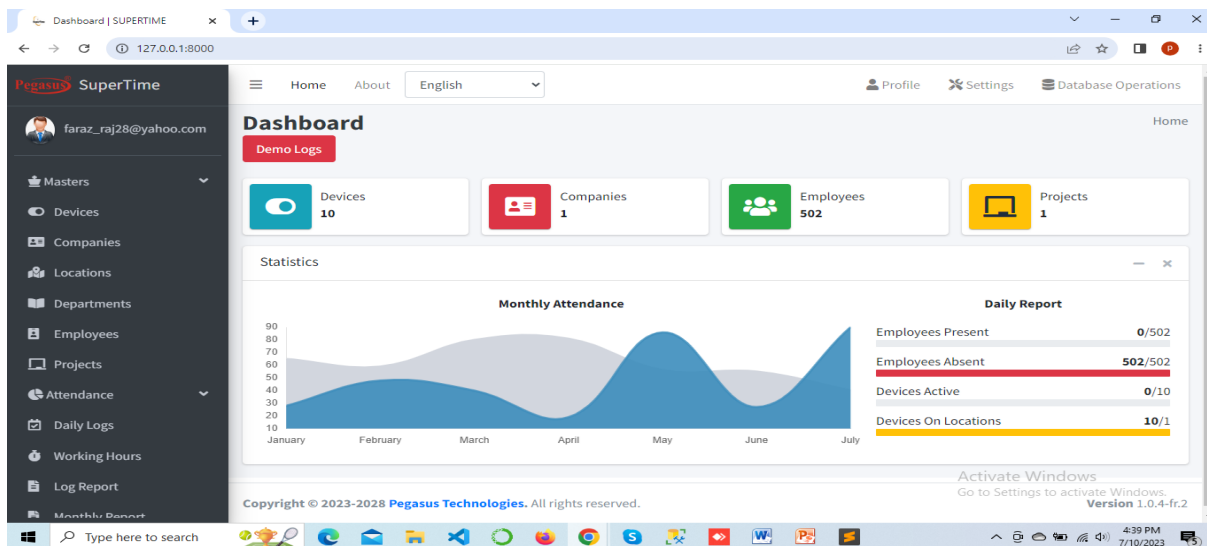 Dashboard | SUPERTIME
127.0.0.1:8000
P
Pegasus SuperTime
Home About English Profile Settings Database Operations
faraz_raj28@yahoo.com
Dashboard
Home
Demo Logs
Masters
Devices
Companies
Locations
Departments
Employees
Projects
Attendance
Daily Logs
Working Hours
Log Report
Monthly Report
Devices
10
Companies
1
Employees
502
Projects
1
Statistics
Monthly Attendance
90
80
70
60
50
40
30
20
10
January February March April May June July
Daily Report
Employees Present 0/502
Employees Absent 502/502
Devices Active 0/10
Devices On Locations 10/1
Activate Windows
Go to Settings to activate Windows.
Copyright © 2023-2028 Pegasus Technologies. All rights reserved.
Version 1.0.4-fr.2
Type here to search
4:39 PM
7/10/2023